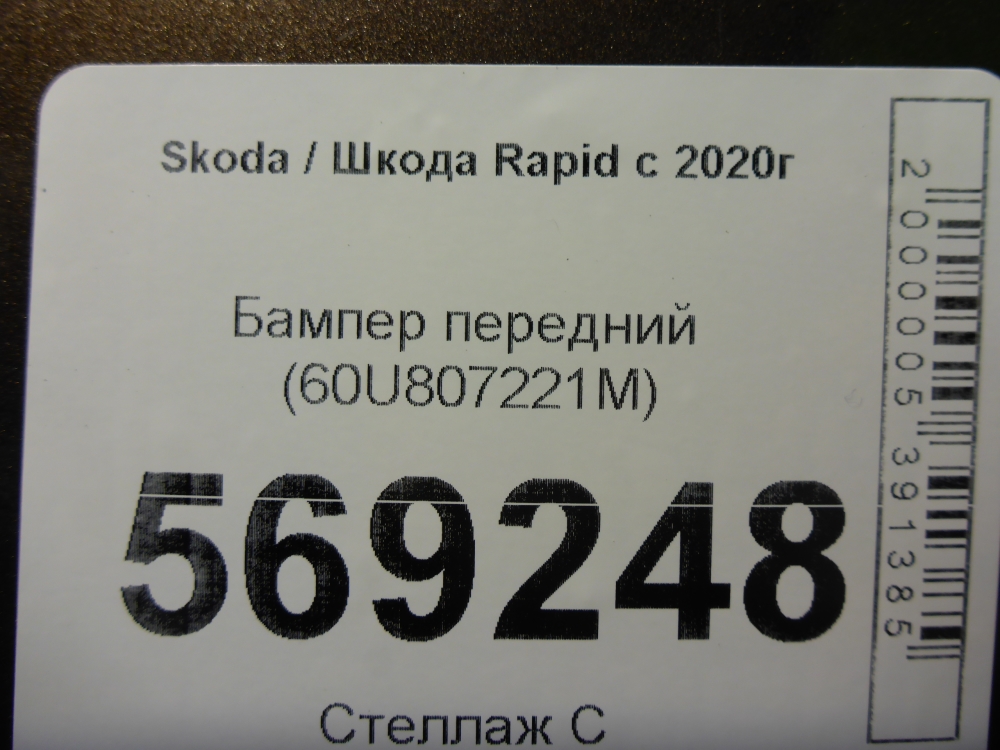 Skoda / Шкода Rapid с 2020г
Бампер передний
(60U807221M)
569248
Стеллаж С
2000005391385